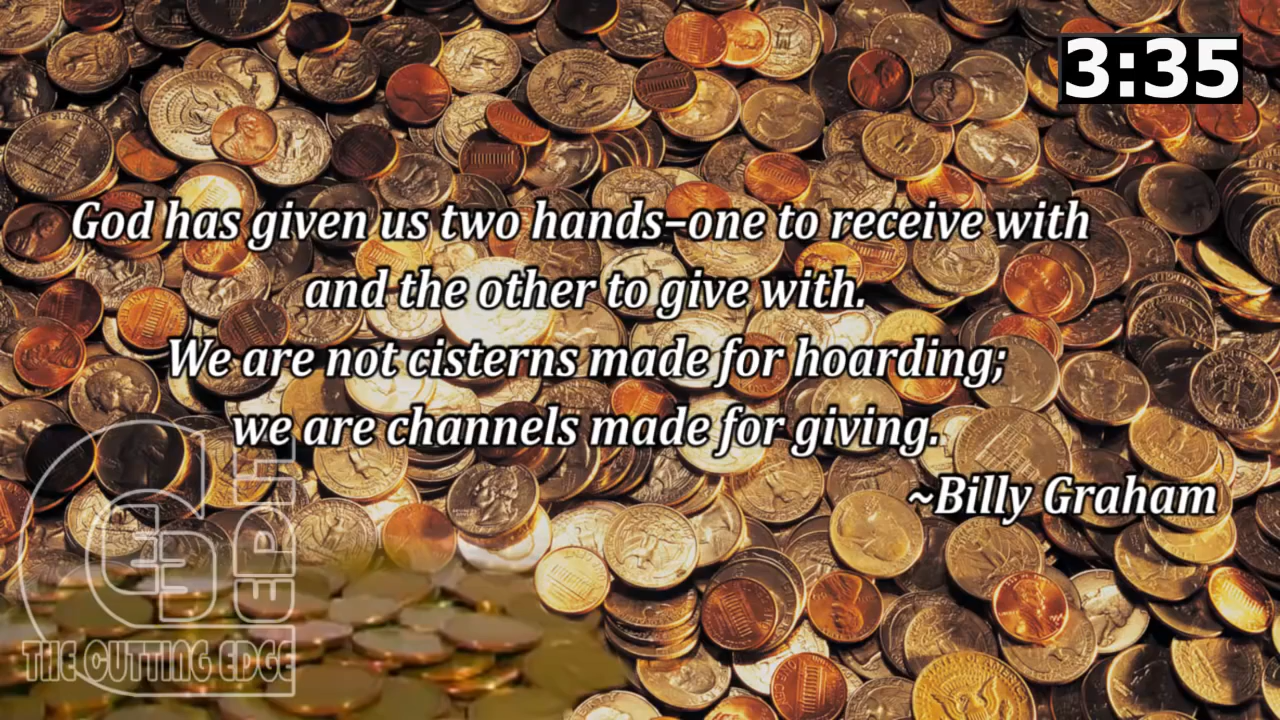 3:35
God has given us two hands–one to receive with
and the other to give with.
We are not cisterns made for hoarding;
we are channels made for giving.
~Billy Graham
THE CUTTING EDGE